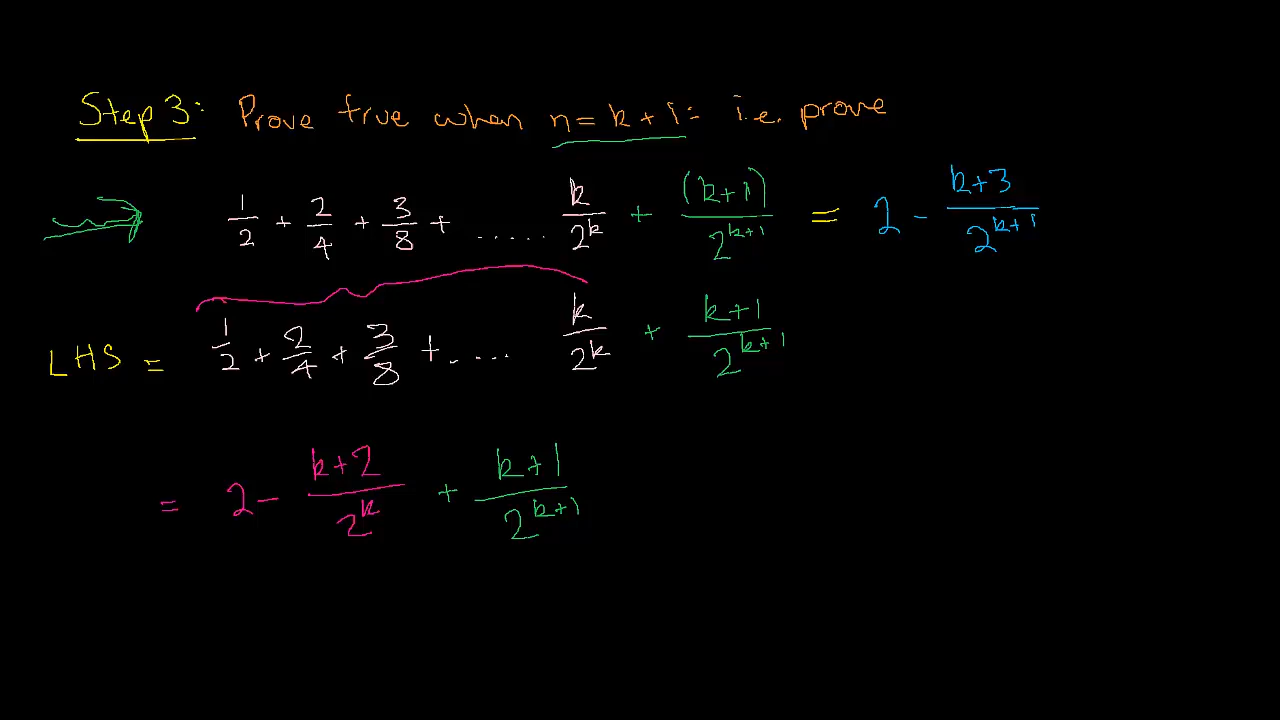 Step 3: Prove true when n = k + 1: i.e. prove
1/2 + 2/4 + 3/8 + ..... k/2^k + (k+1)/2^(k+1) = 2 - (k+3)/2^(k+1)
LHS = 1/2 + 2/4 + 3/8 + ..... k/2^k + (k+1)/2^(k+1)
= 2 - (k+2)/2^k + (k+1)/2^(k+1)